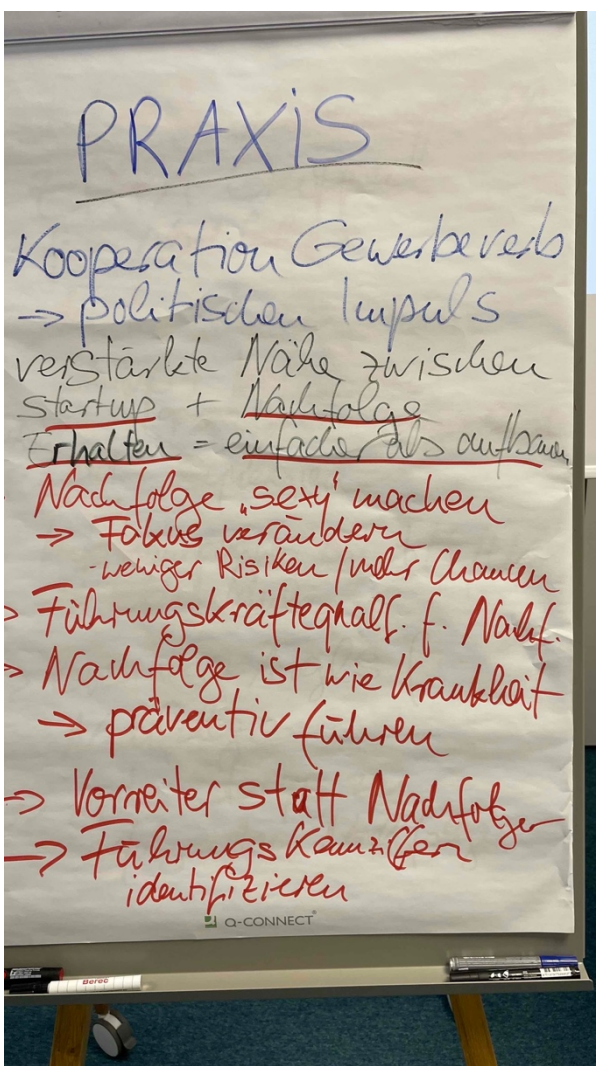 PRAXiS
Kooperation Gewerbeverb
→ politischen Impuls
verstärkte Nähe zwischen
startup + Nachfolge
Erhalten = einfacher als aufbauen
- Nachfolge „sexy" machen
→ Fokus verändern
- weniger Risiken / mehr Chancen
→ Führungskräftequalf. f. Nachf.
→ Nachfolge ist wie Krankheit
→ präventiv führen
→ Vorreiter statt Nachfolger
→ Führungskennziffern
identifizieren
Q-CONNECT
Berec